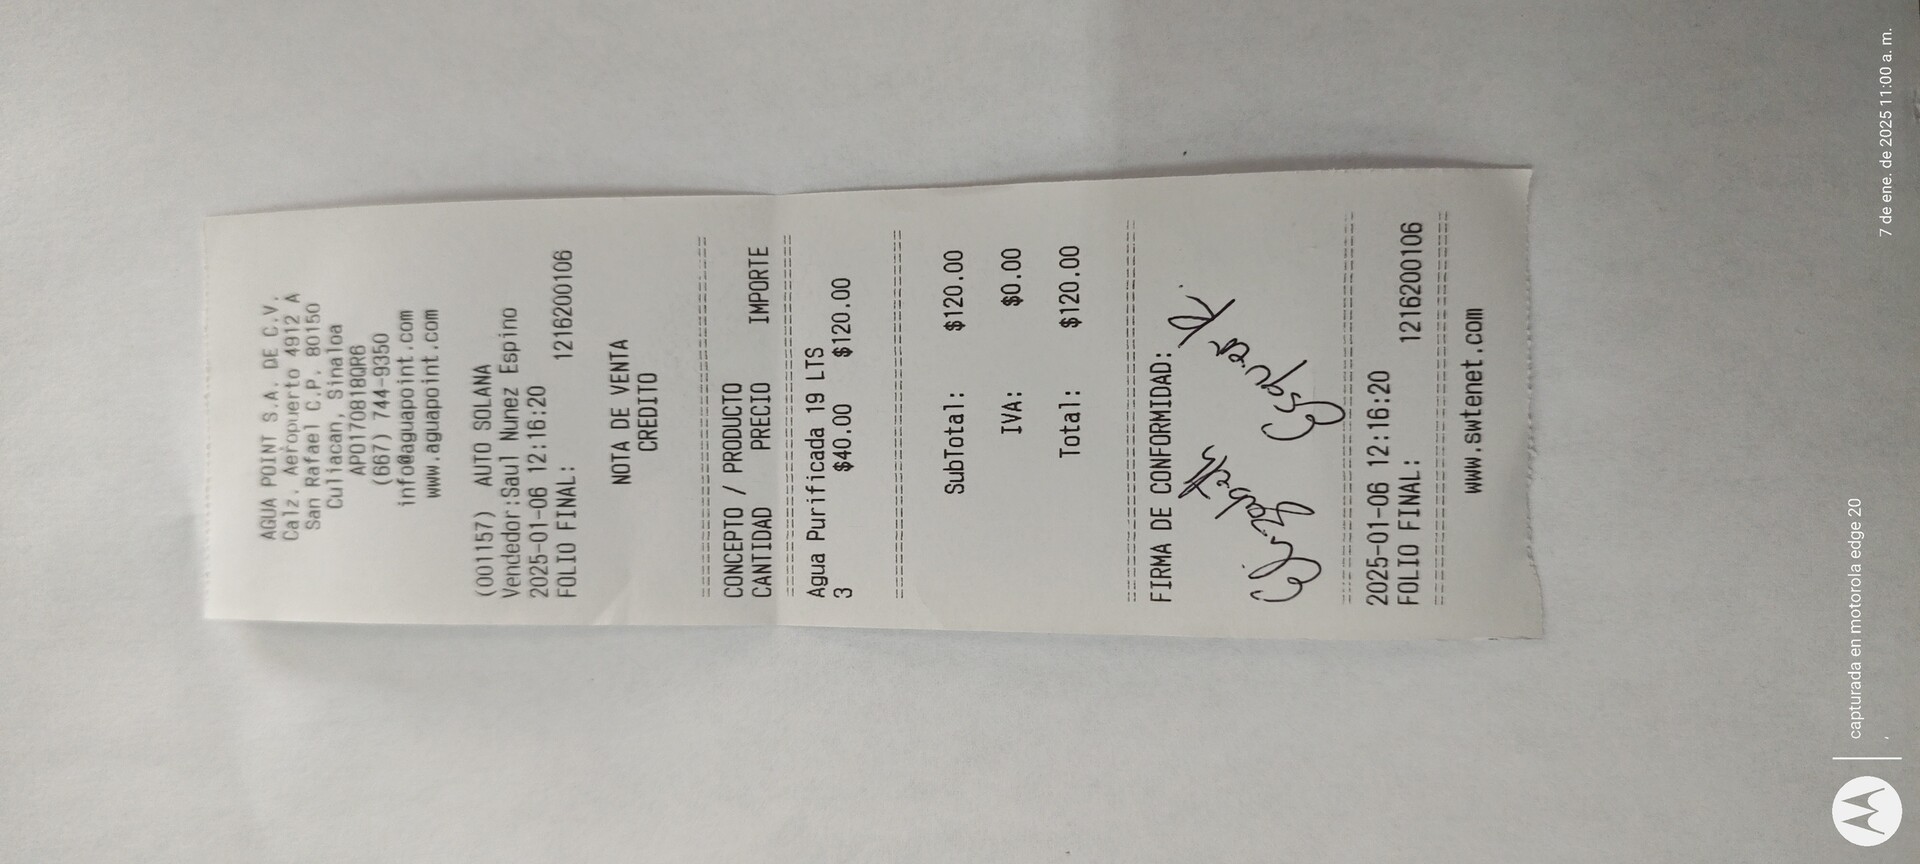 AGUA POINT S.A. DE C.V.
Calz. Aeropuerto 4912 A
San Rafael C.P. 80150
Culiacan, Sinaloa
APO170818QR6
(667) 744-9350
info@aguapoint.com
www.aguapoint.com
(001157) AUTO SOLANA
Vendedor:Saul Nunez Espino
2025-01-06 12:16:20
FOLIO FINAL: 1216200106
NOTA DE VENTA
CREDITO
CONCEPTO / PRODUCTO
CANTIDAD PRECIO IMPORTE
Agua Purificada 19 LTS
3 $40.00 $120.00
SubTotal: $120.00
IVA: $0.00
Total: $120.00
FIRMA DE CONFORMIDAD:
2025-01-06 12:16:20
FOLIO FINAL: 1216200106
www.swtenet.com
capturada en motorola edge 20
7 de ene. de 2025 11:00 a. m.